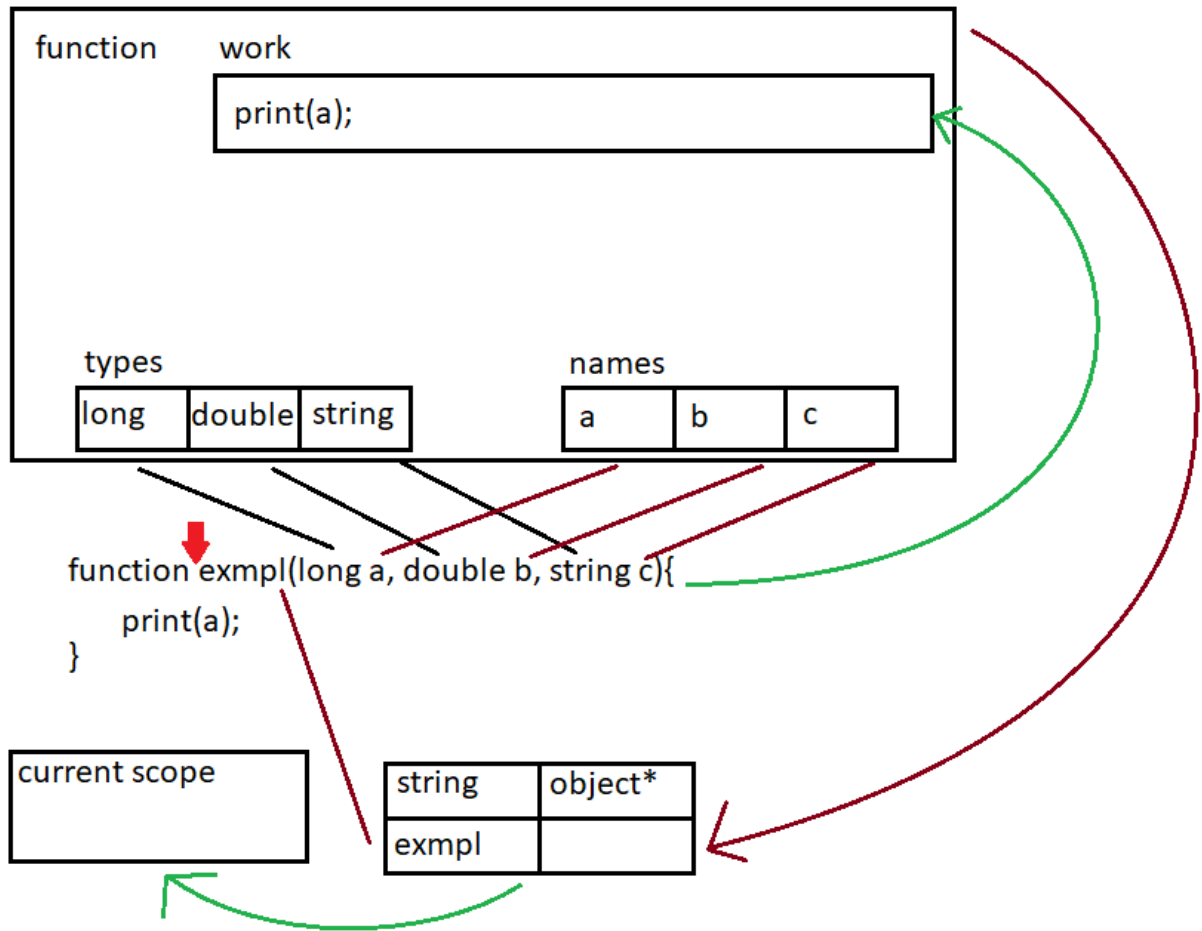 function work
print(a);
types names
long double string a b c
function exmpl(long a, double b, string c){
print(a);
}
current scope
string object*
exmpl